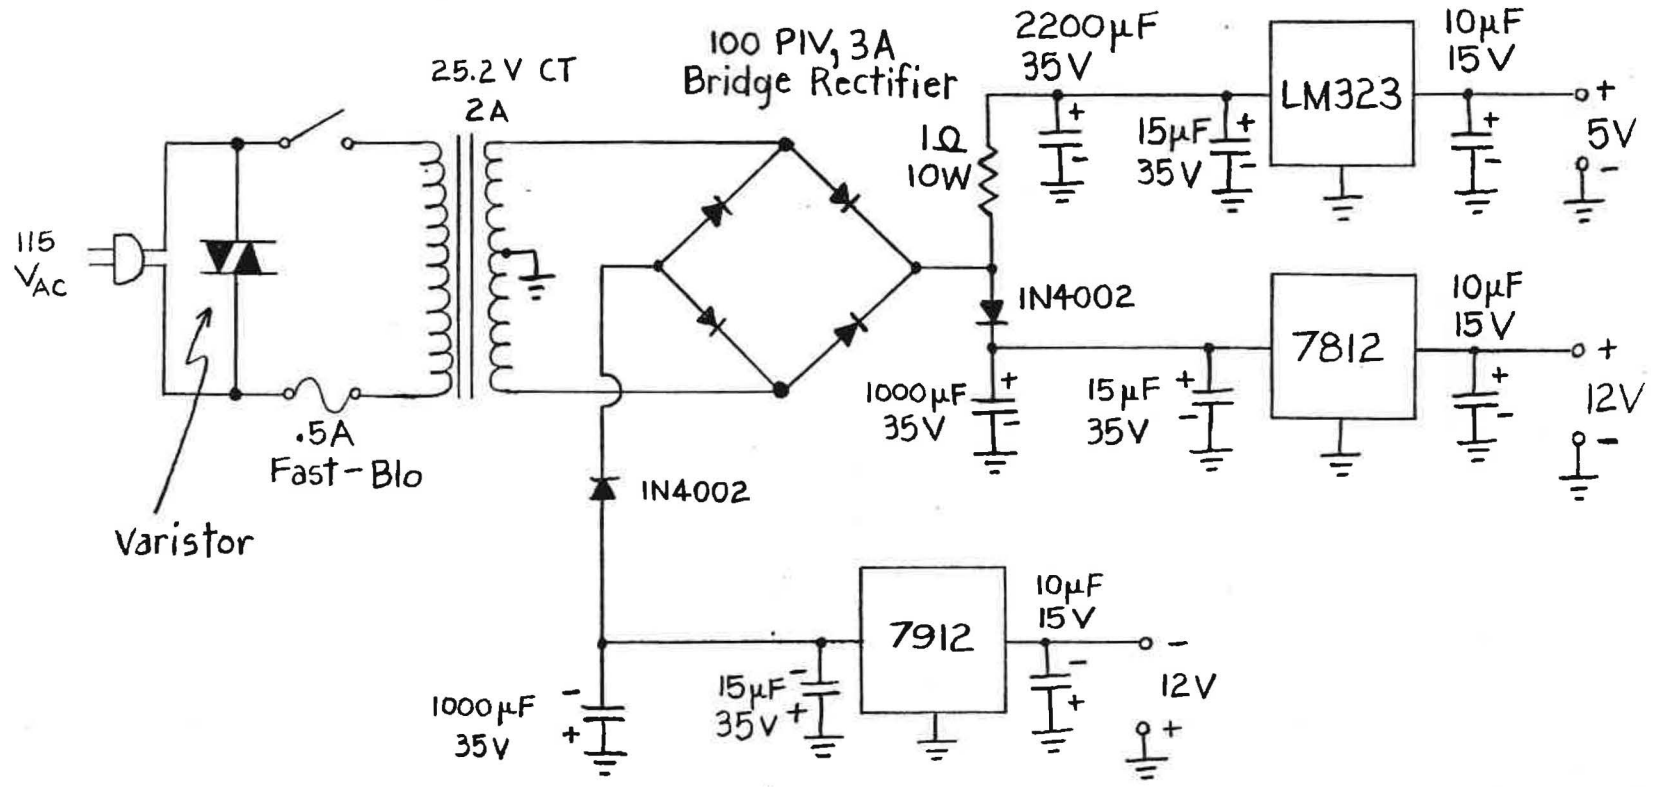 115
VAC
Varistor
.5A
Fast-Blo
25.2 V CT
2A
100 PIV, 3A
Bridge Rectifier
1Ω
10W
2200μF
35V
15μF +
35V -
+
-
LM323
10μF
15V
+
-
+
5V
-
1N4002
1000μF +
35V -
15μF +
35V -
7812
10μF
15V
+
-
+
12V
-
1N4002
1000μF -
35V +
15μF -
35V +
7912
10μF
15V
-
+
-
12V
+